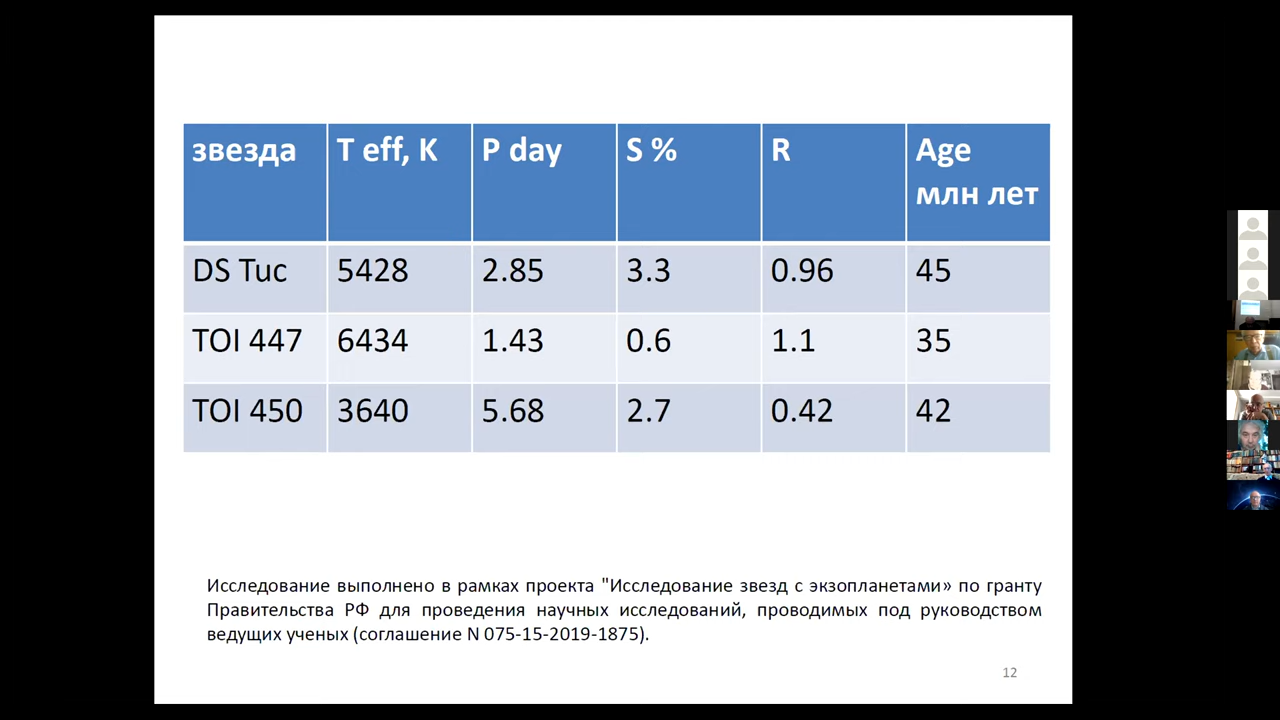 звезда T eff, K P day S % R Age
млн лет
DS Tuc 5428 2.85 3.3 0.96 45
TOI 447 6434 1.43 0.6 1.1 35
TOI 450 3640 5.68 2.7 0.42 42
Исследование выполнено в рамках проекта "Исследование звезд с экзопланетами» по гранту
Правительства РФ для проведения научных исследований, проводимых под руководством
ведущих ученых (соглашение N 075-15-2019-1875).
12